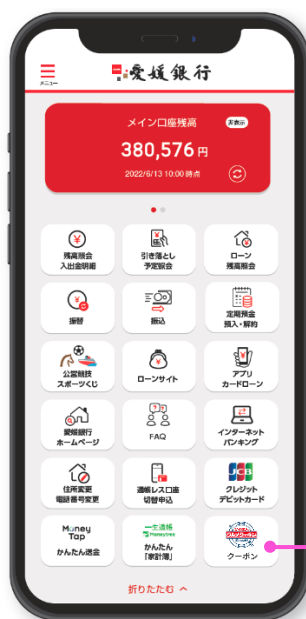 メニュー
愛媛銀行
メイン口座残高
非表示
380,576 円
2022/6/13 10:00 時点
残高照会
入出金明細
引き落とし
予定照会
ローン
残高照会
振替
振込
定期預金
預入・解約
公営競技
スポーツくじ
ローンサイト
アプリ
カードローン
愛媛銀行
ホームページ
FAQ
インターネット
バンキング
住所変更
電話番号変更
通帳レス口座
切替申込
JCB
クレジット
デビットカード
Money
Tap
かんたん送金
一生通帳
Moneytree
かんたん
「家計簿」
クーポン
折りたたむ